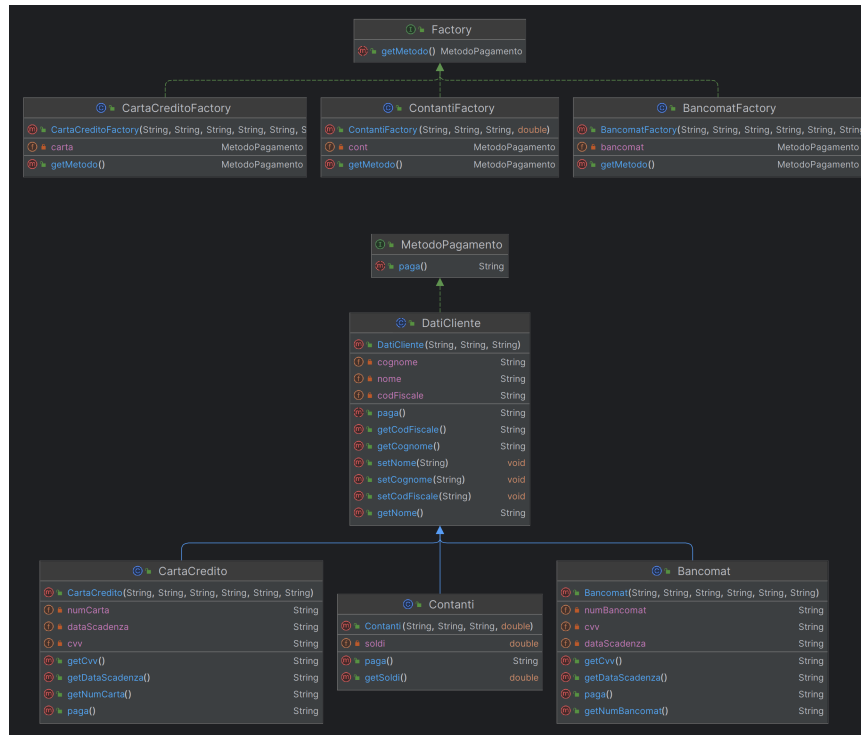 Factory
getMetodo() MetodoPagamento
CartaCreditoFactory
CartaCreditoFactory(String, String, String, String, String, S
carta MetodoPagamento
getMetodo() MetodoPagamento
ContantiFactory
ContantiFactory(String, String, String, double)
cont MetodoPagamento
getMetodo() MetodoPagamento
BancomatFactory
BancomatFactory(String, String, String, String, String, S
bancomat MetodoPagamento
getMetodo() MetodoPagamento
MetodoPagamento
paga() String
DatiCliente
DatiCliente(String, String, String)
cognome String
nome String
codFiscale String
paga() String
getCodFiscale() String
getCognome() String
setNome(String) void
setCognome(String) void
setCodFiscale(String) void
getNome() String
CartaCredito
CartaCredito(String, String, String, String, String, String)
numCarta String
dataScadenza String
cvv String
getCvv() String
getDataScadenza() String
getNumCarta() String
paga() String
Contanti
Contanti(String, String, String, double)
soldi double
paga() String
getSoldi() double
Bancomat
Bancomat(String, String, String, String, String, String)
numBancomat String
cvv String
dataScadenza String
getCvv() String
getDataScadenza() String
paga() String
getNumBancomat() String